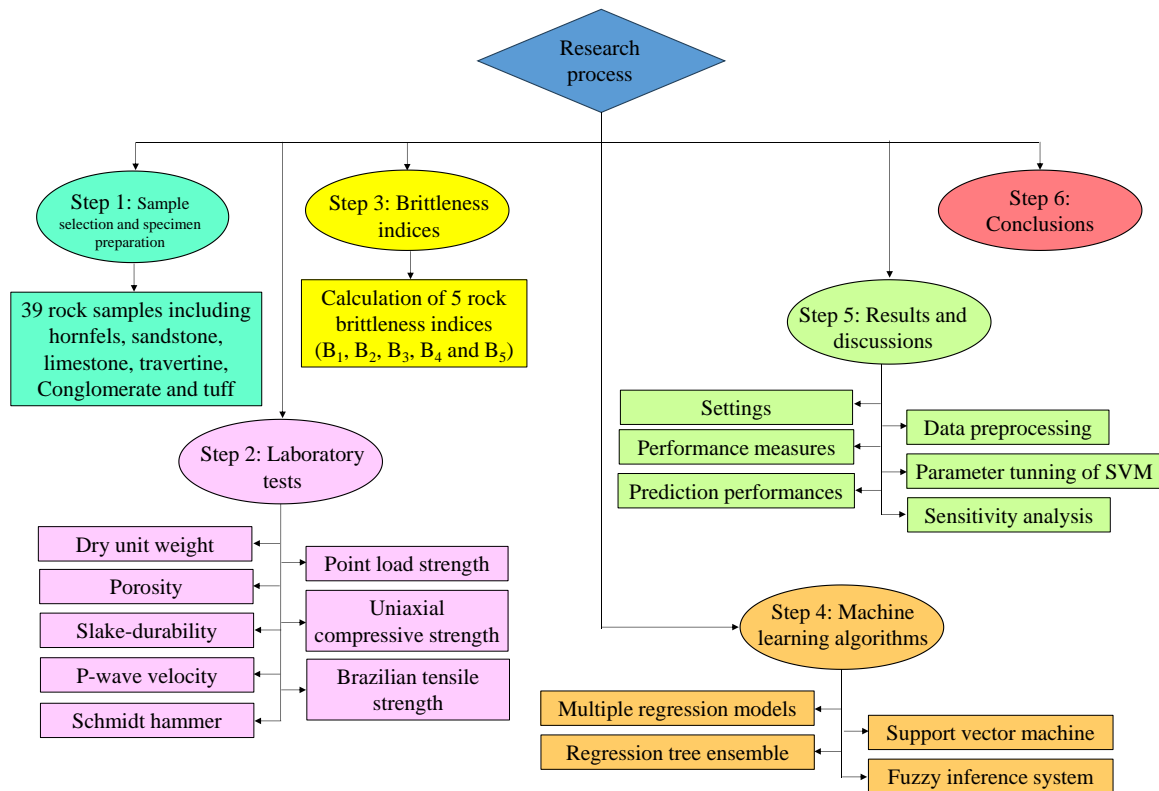 Research
process
Step 1: Sample
selection and specimen
preparation
39 rock samples including
hornfels, sandstone,
limestone, travertine,
Conglomerate and tuff
Step 3: Brittleness
indices
Calculation of 5 rock
brittleness indices
(B₁, B₂, B₃, B₄ and B₅)
Step 6:
Conclusions
Step 5: Results and
discussions
Settings
Performance measures
Prediction performances
Data preprocessing
Parameter tunning of SVM
Sensitivity analysis
Step 2: Laboratory
tests
Dry unit weight
Porosity
Slake-durability
P-wave velocity
Schmidt hammer
Point load strength
Uniaxial
compressive strength
Brazilian tensile
strength
Step 4: Machine
learning algorithms
Multiple regression models
Regression tree ensemble
Support vector machine
Fuzzy inference system